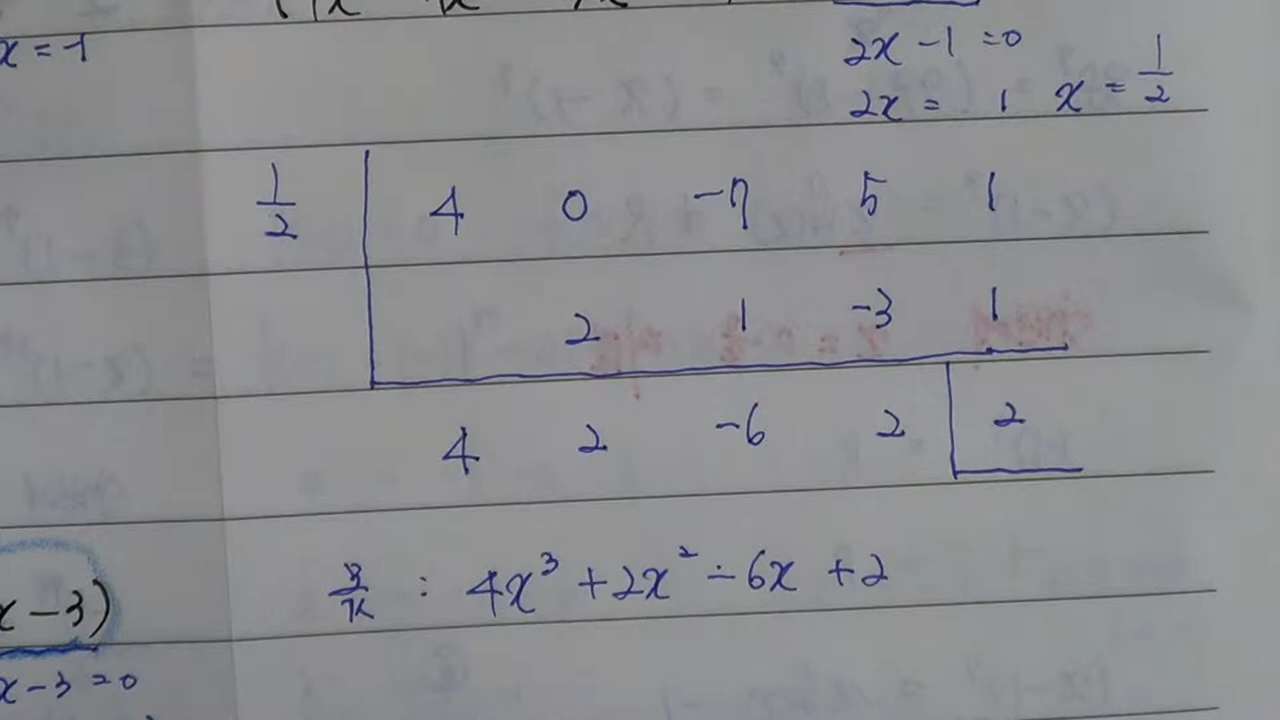 x = -1
2x - 1 = 0
2x = 1 x = 1/2
1/2 4 0 -7 5 1
2 1 -3 1
4 2 -6 2 2
몫 : 4x³ + 2x² - 6x + 2
x - 3)
x - 3 = 0